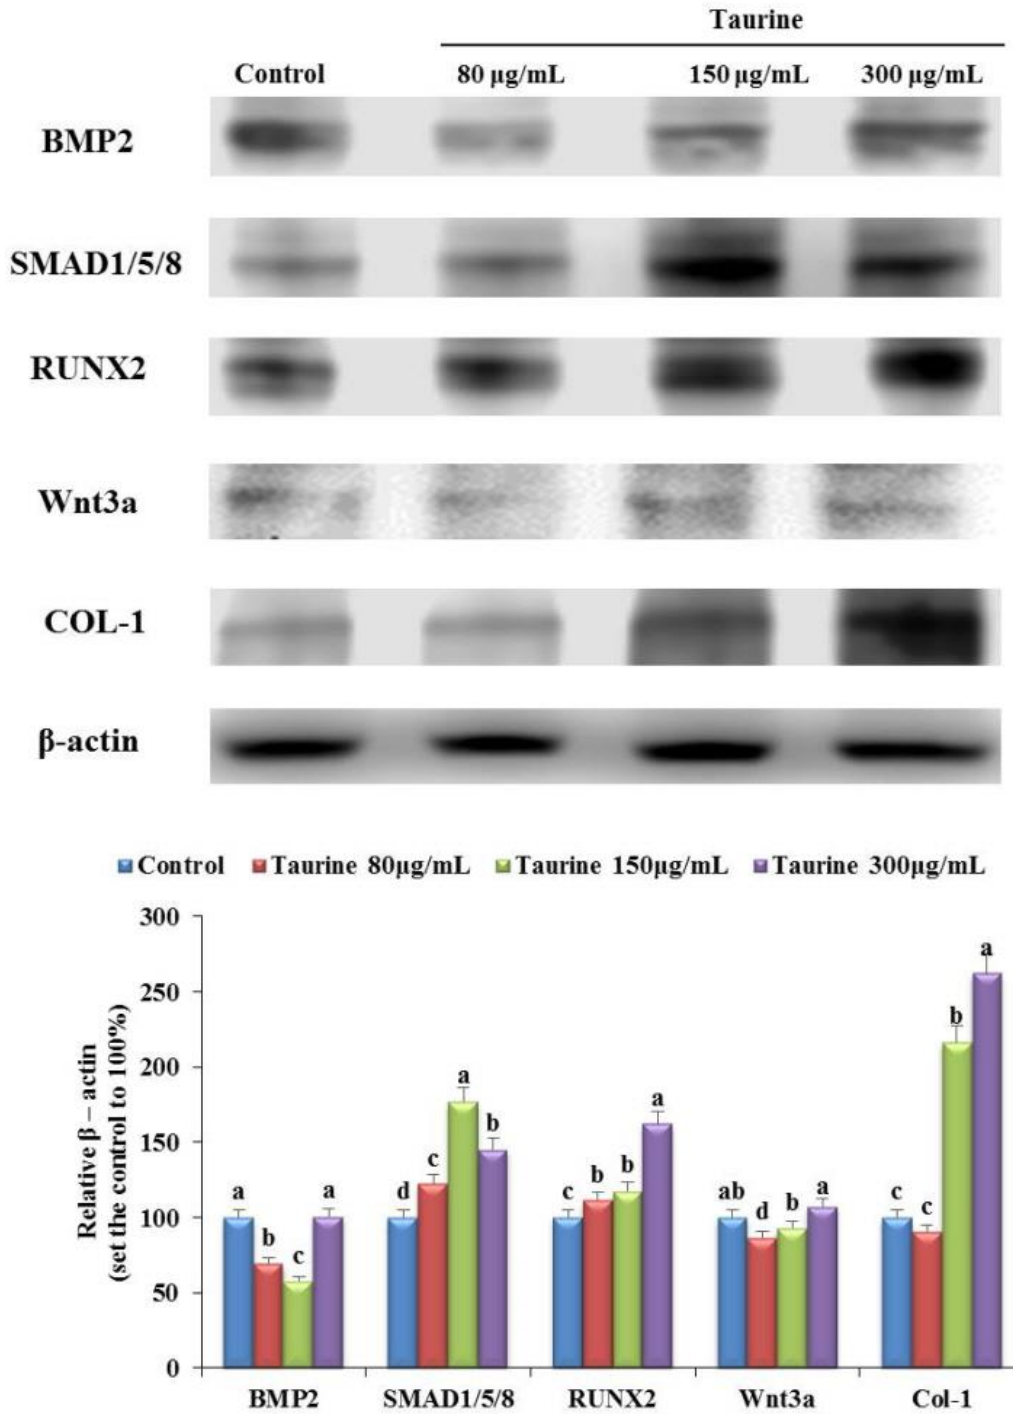 Taurine
Control 80 μg/mL 150 μg/mL 300 μg/mL
BMP2
SMAD1/5/8
RUNX2
Wnt3a
COL-1
β-actin
Control Taurine 80μg/mL Taurine 150μg/mL Taurine 300μg/mL
Relative β – actin
(set the control to 100%)
300
250
200
150
100
50
0
a b c a
d c a b
c b b a
ab d b a
c c b a
BMP2 SMAD1/5/8 RUNX2 Wnt3a Col-1